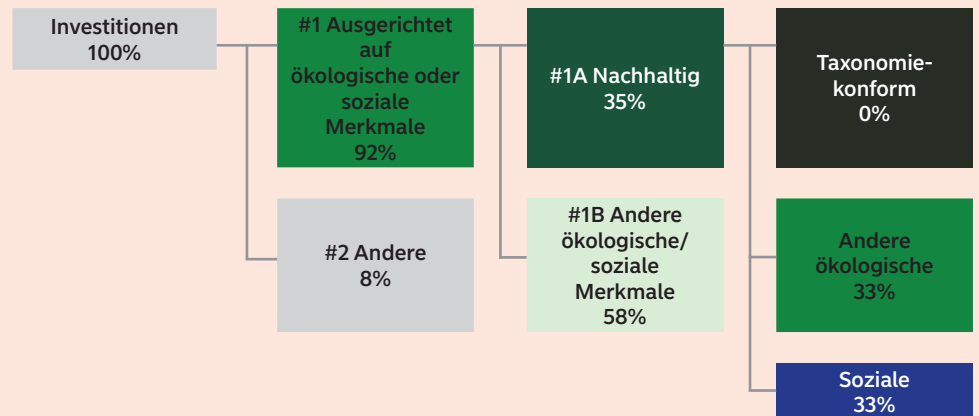 Investitionen
100%
#1 Ausgerichtet
auf
ökologische oder
soziale
Merkmale
92%
#2 Andere
8%
#1A Nachhaltig
35%
#1B Andere
ökologische/
soziale
Merkmale
58%
Taxonomie-
konform
0%
Andere
ökologische
33%
Soziale
33%